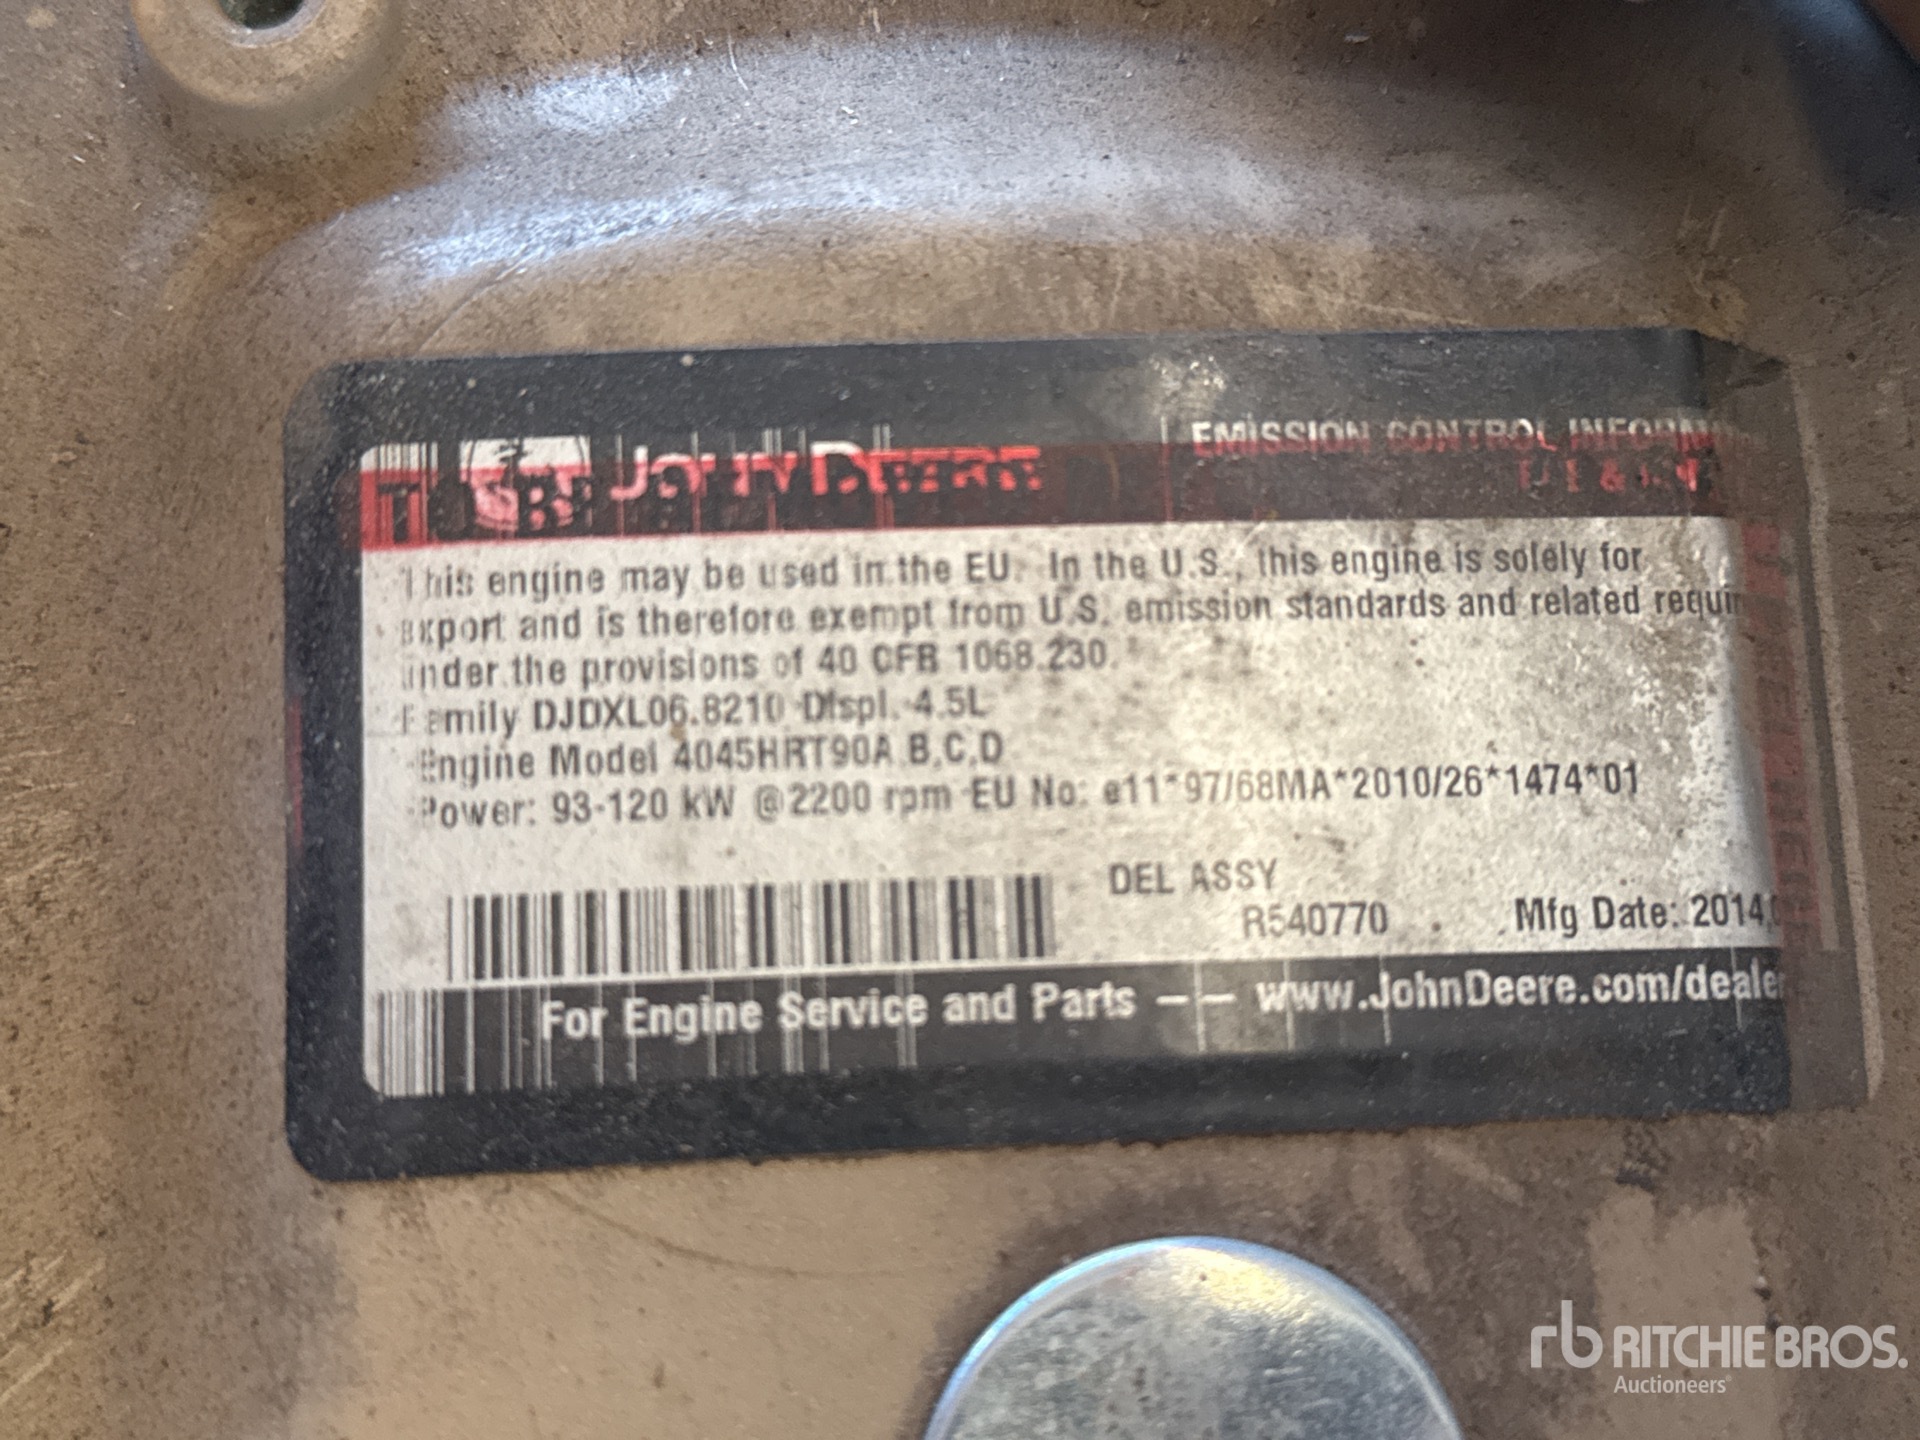 JOHN DEERE
EMISSION CONTROL
This engine may be used in the EU. In the U.S., this engine is solely for
export and is therefore exempt from U.S. emission standards and related requir
under the provisions of 40 CFR 1068.230.
Family DJDXL06.8210 Displ. 4.5L
Engine Model 4045HRT90A B,C,D
Power: 93-120 kW @2200 rpm EU No: e11*97/68MA*2010/26*1474*01
DEL ASSY
R540770
Mfg Date: 2014
For Engine Service and Parts -- www.JohnDeere.com/deale
rb RITCHIE BROS.
Auctioneers